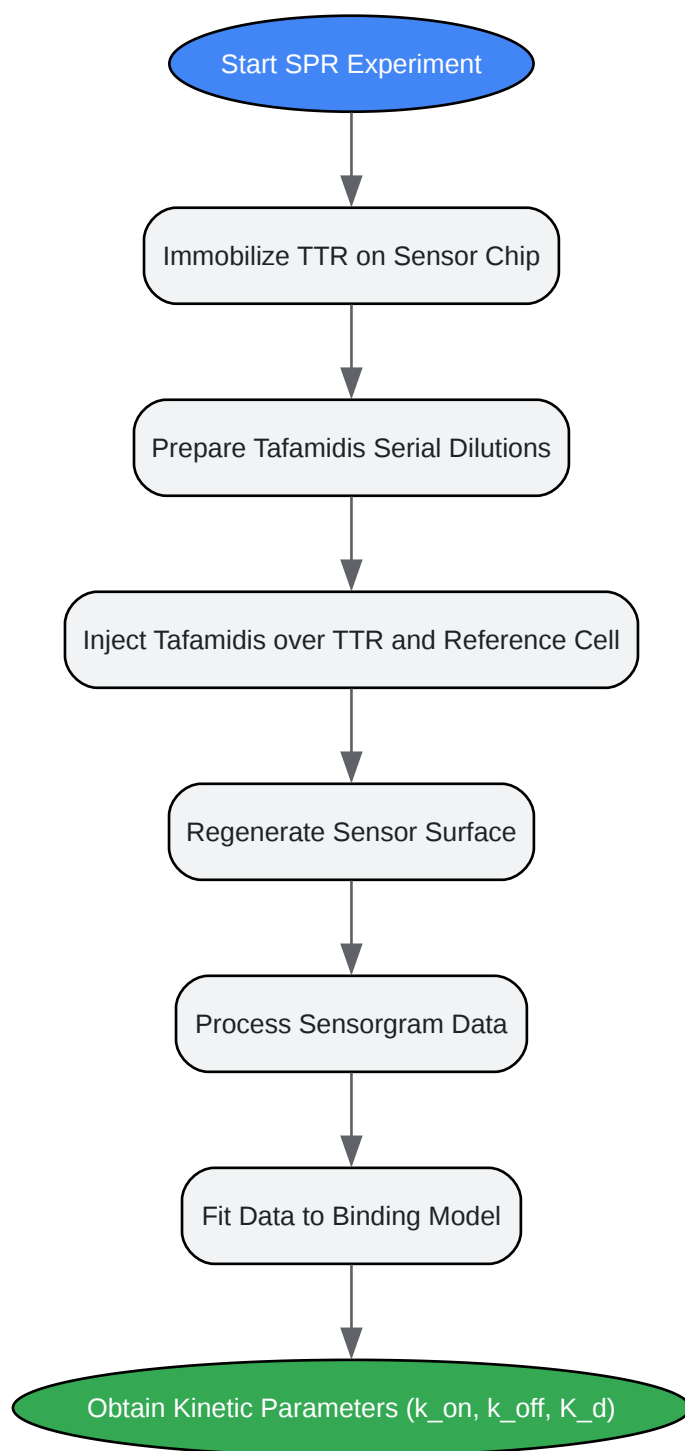 Start SPR Experiment
Immobilize TTR on Sensor Chip
Prepare Tafamidis Serial Dilutions
Inject Tafamidis over TTR and Reference Cell
Regenerate Sensor Surface
Process Sensorgram Data
Fit Data to Binding Model
Obtain Kinetic Parameters (k_on, k_off, K_d)